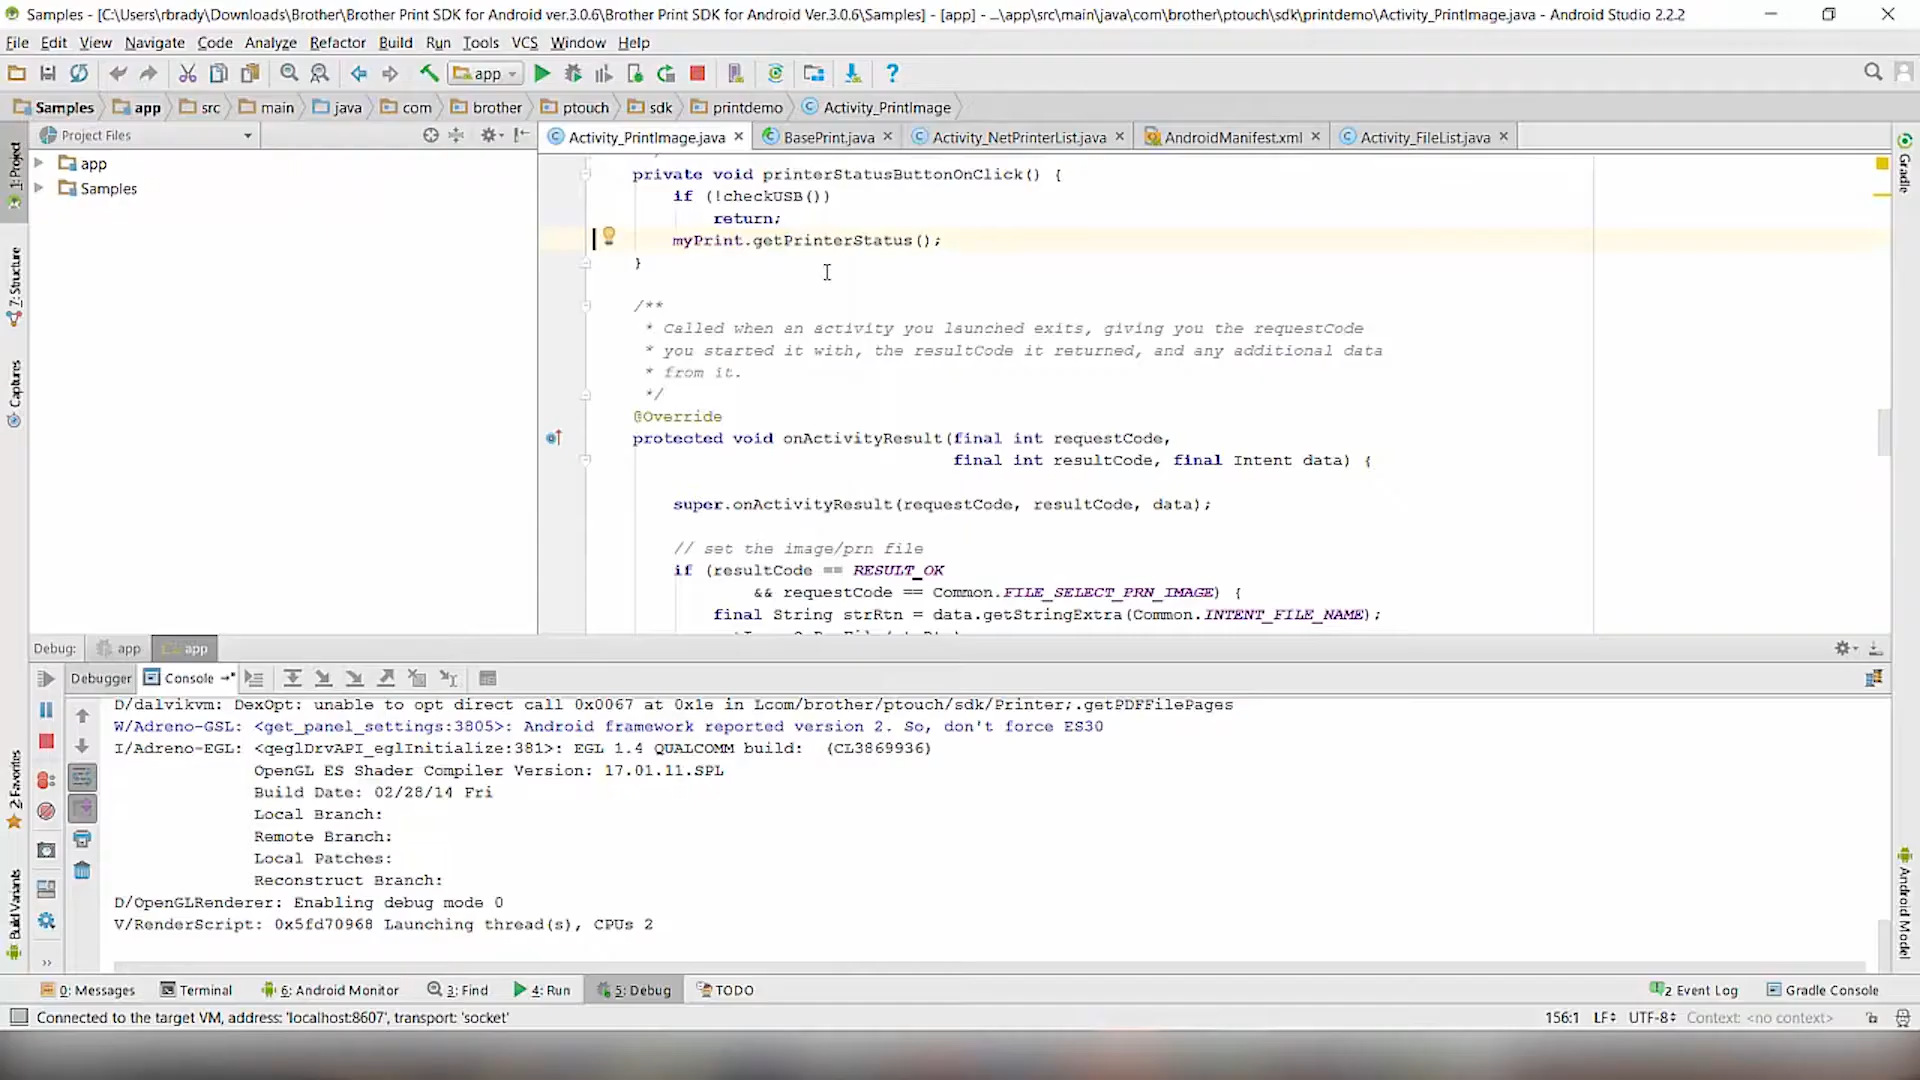 Samples - [C:\Users\rbrady\Downloads\Brother\Brother Print SDK for Android ver.3.0.6\Brother Print SDK for Android Ver.3.0.6\Samples] - [app] - ...\app\src\main\java\com\brother\ptouch\sdk\printdemo\Activity_PrintImage.java - Android Studio 2.2.2
File Edit View Navigate Code Analyze Refactor Build Run Tools VCS Window Help
app
Samples app src main java com brother ptouch sdk printdemo Activity_PrintImage
Project Files
Activity_PrintImage.java BasePrint.java Activity_NetPrinterList.java AndroidManifest.xml Activity_FileList.java
1: Project
7: Structure
Captures
2: Favorites
Build Variants
Gradle
Android Model
app
Samples
private void printerStatusButtonOnClick() {
if (!checkUSB())
return;
myPrint.getPrinterStatus();
}
/**
* Called when an activity you launched exits, giving you the requestCode
* you started it with, the resultCode it returned, and any additional data
* from it.
*/
@Override
protected void onActivityResult(final int requestCode,
final int resultCode, final Intent data) {
super.onActivityResult(requestCode, resultCode, data);
// set the image/prn file
if (resultCode == RESULT_OK
&& requestCode == Common.FILE_SELECT_PRN_IMAGE) {
final String strRtn = data.getStringExtra(Common.INTENT_FILE_NAME);
Debug: app app
Debugger Console
D/dalvikvm: DexOpt: unable to opt direct call 0x0067 at 0x1e in Lcom/brother/ptouch/sdk/Printer;.getPDFFilePages
W/Adreno-GSL: <get_panel_settings:3805>: Android framework reported version 2. So, don't force ES30
I/Adreno-EGL: <qeglDrvAPI_eglInitialize:381>: EGL 1.4 QUALCOMM build:  (CL3869936)
OpenGL ES Shader Compiler Version: 17.01.11.SPL
Build Date: 02/28/14 Fri
Local Branch:
Remote Branch:
Local Patches:
Reconstruct Branch:
D/OpenGLRenderer: Enabling debug mode 0
V/RenderScript: 0x5fd70968 Launching thread(s), CPUs 2
0: Messages Terminal 6: Android Monitor 3: Find 4: Run 5: Debug TODO 2 Event Log Gradle Console
Connected to the target VM, address: 'localhost:8607', transport: 'socket' 156:1 LF UTF-8 Context: <no context>